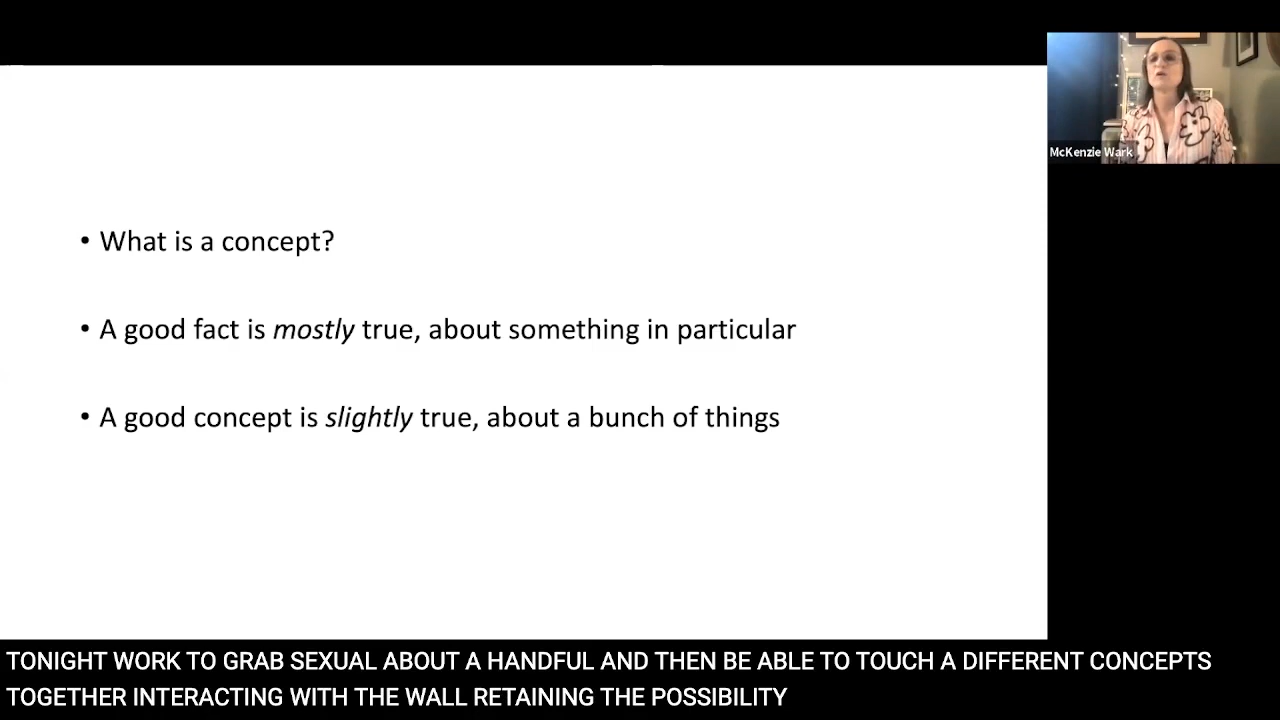 McKenzie Wark
• What is a concept?
• A good fact is mostly true, about something in particular
• A good concept is slightly true, about a bunch of things
TONIGHT WORK TO GRAB SEXUAL ABOUT A HANDFUL AND THEN BE ABLE TO TOUCH A DIFFERENT CONCEPTS
TOGETHER INTERACTING WITH THE WALL RETAINING THE POSSIBILITY